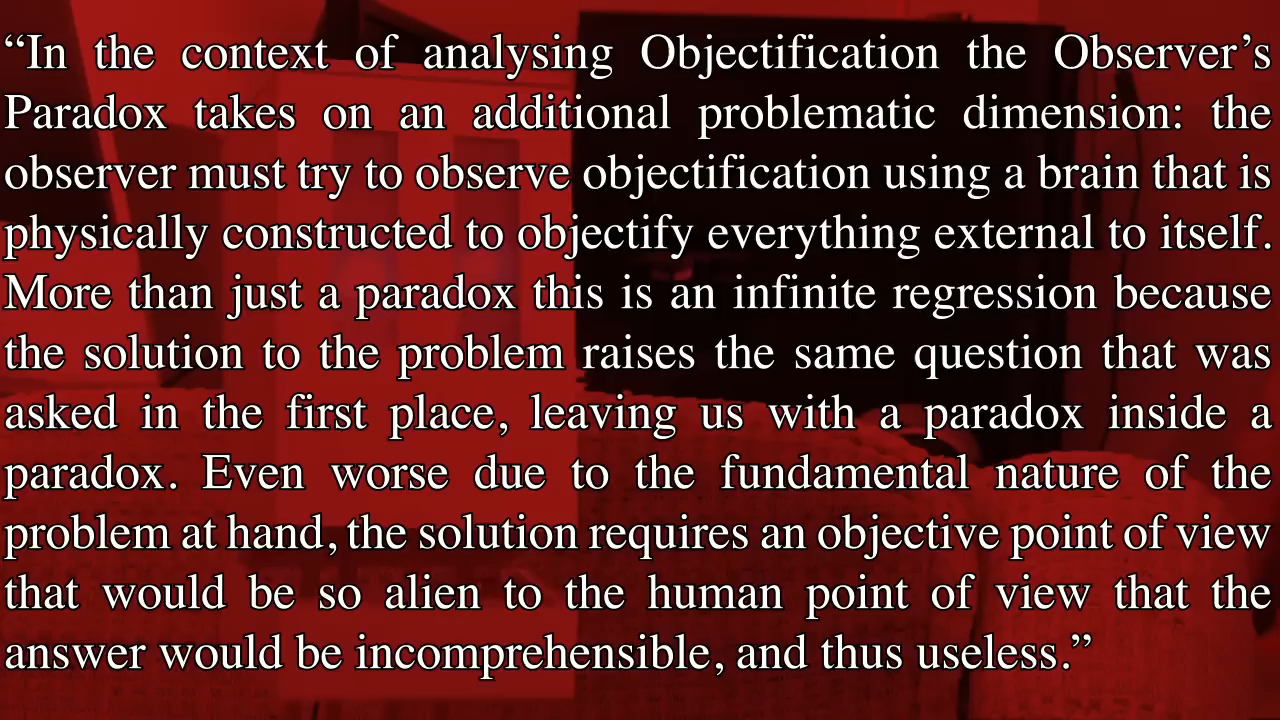 “In the context of analysing Objectification the Observer’s
Paradox takes on an additional problematic dimension: the
observer must try to observe objectification using a brain that is
physically constructed to objectify everything external to itself.
More than just a paradox this is an infinite regression because
the solution to the problem raises the same question that was
asked in the first place, leaving us with a paradox inside a
paradox. Even worse due to the fundamental nature of the
problem at hand, the solution requires an objective point of view
that would be so alien to the human point of view that the
answer would be incomprehensible, and thus useless.”